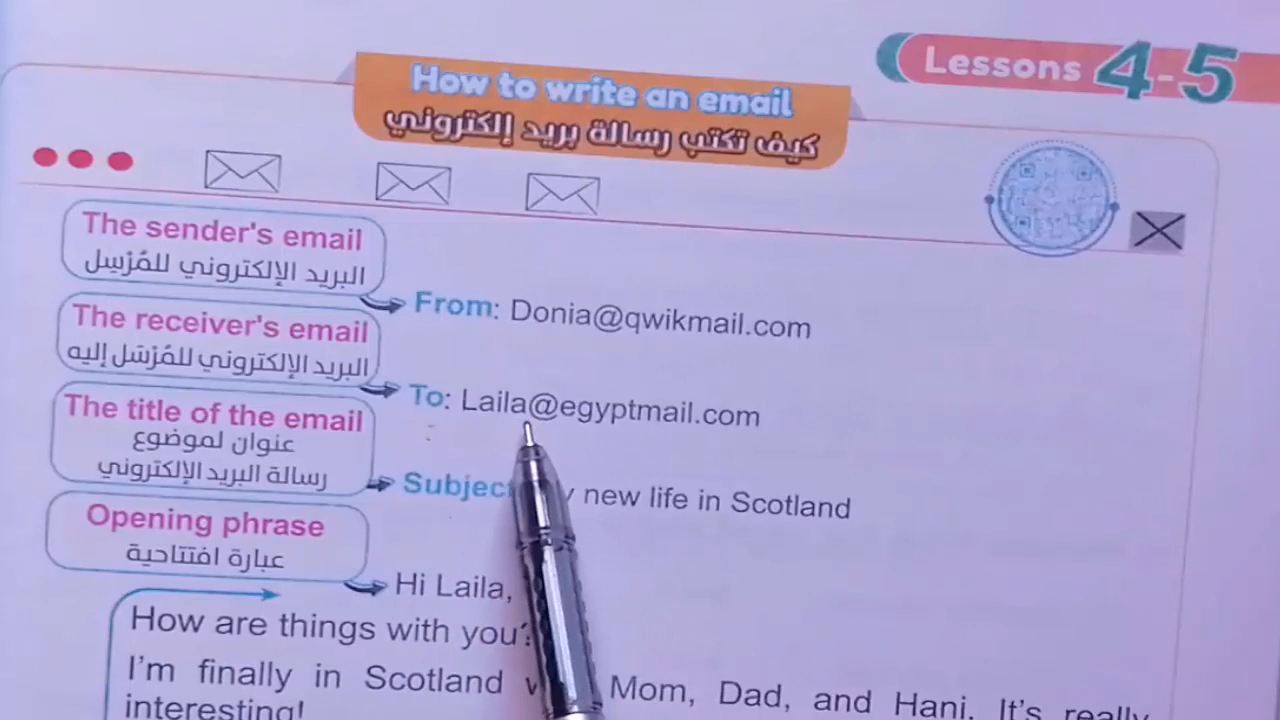 Lessons 4-5
How to write an email
كيف تكتب رسالة بريد إلكتروني
The sender's email
البريد الإلكتروني للمُرْسِل
From: Donia@qwikmail.com
The receiver's email
البريد الإلكتروني للمُرْسَل إليه
To: Laila@egyptmail.com
The title of the email
عنوان لموضوع
رسالة البريد الإلكتروني
Subject new life in Scotland
Opening phrase
عبارة افتتاحية
Hi Laila,
How are things with you?
I'm finally in Scotland Mom, Dad, and Hani. It's really
interesting!